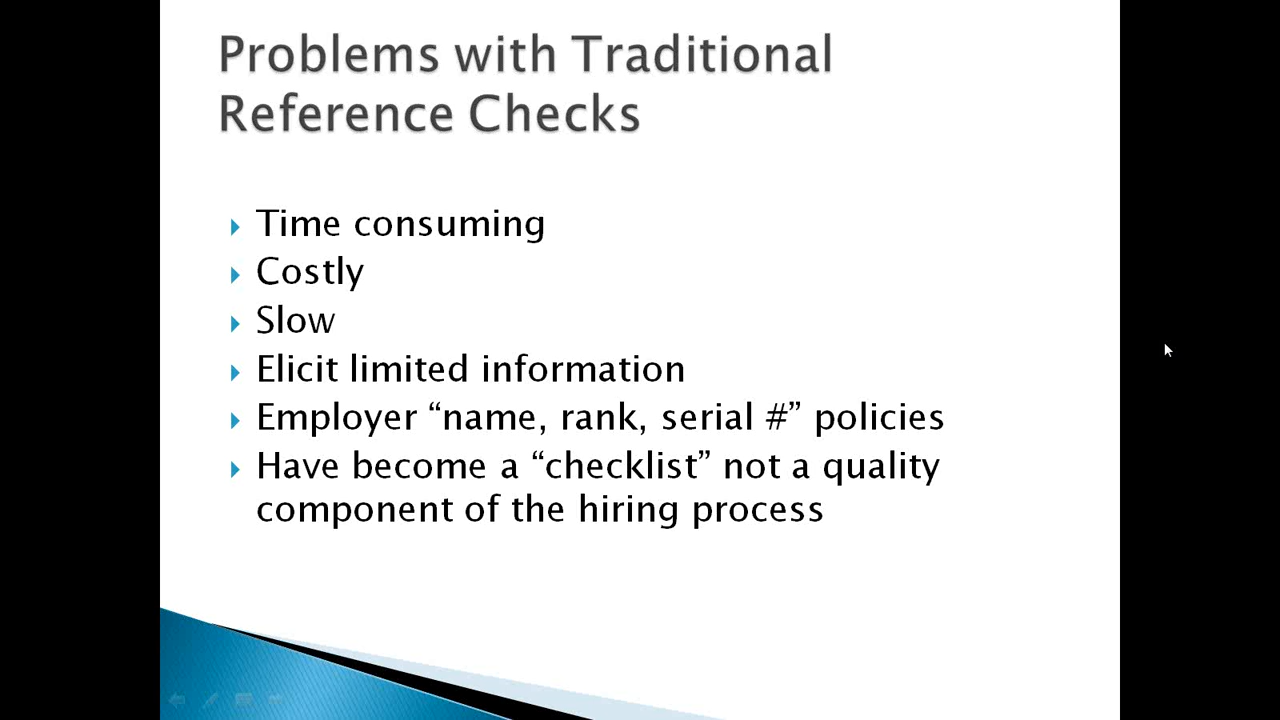 Problems with Traditional
Reference Checks
Time consuming
Costly
Slow
Elicit limited information
Employer “name, rank, serial #” policies
Have become a “checklist” not a quality
component of the hiring process